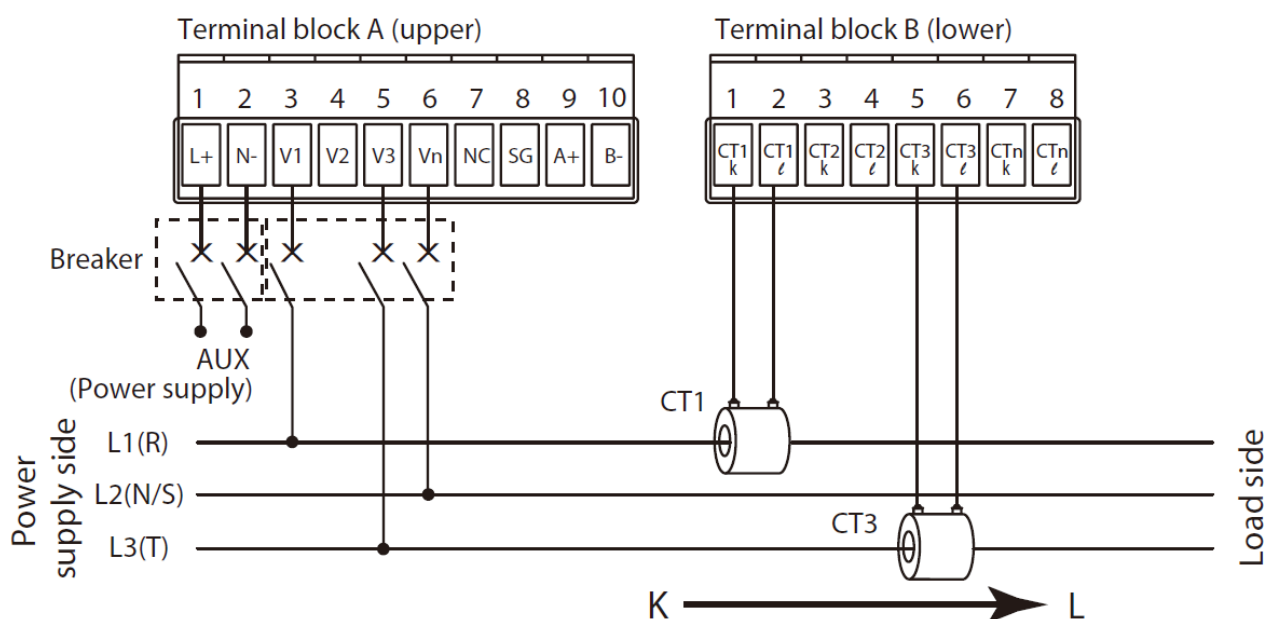 Terminal block A (upper)
1 2 3 4 5 6 7 8 9 10
L+ N- V1 V2 V3 Vn NC SG A+ B-
Breaker
AUX
(Power supply)
Terminal block B (lower)
1 2 3 4 5 6 7 8
CT1 CT1 CT2 CT2 CT3 CT3 CTn CTn
k ℓ k ℓ k ℓ k ℓ
CT1
CT3
Power
supply side
L1(R)
L2(N/S)
L3(T)
K L
Load side